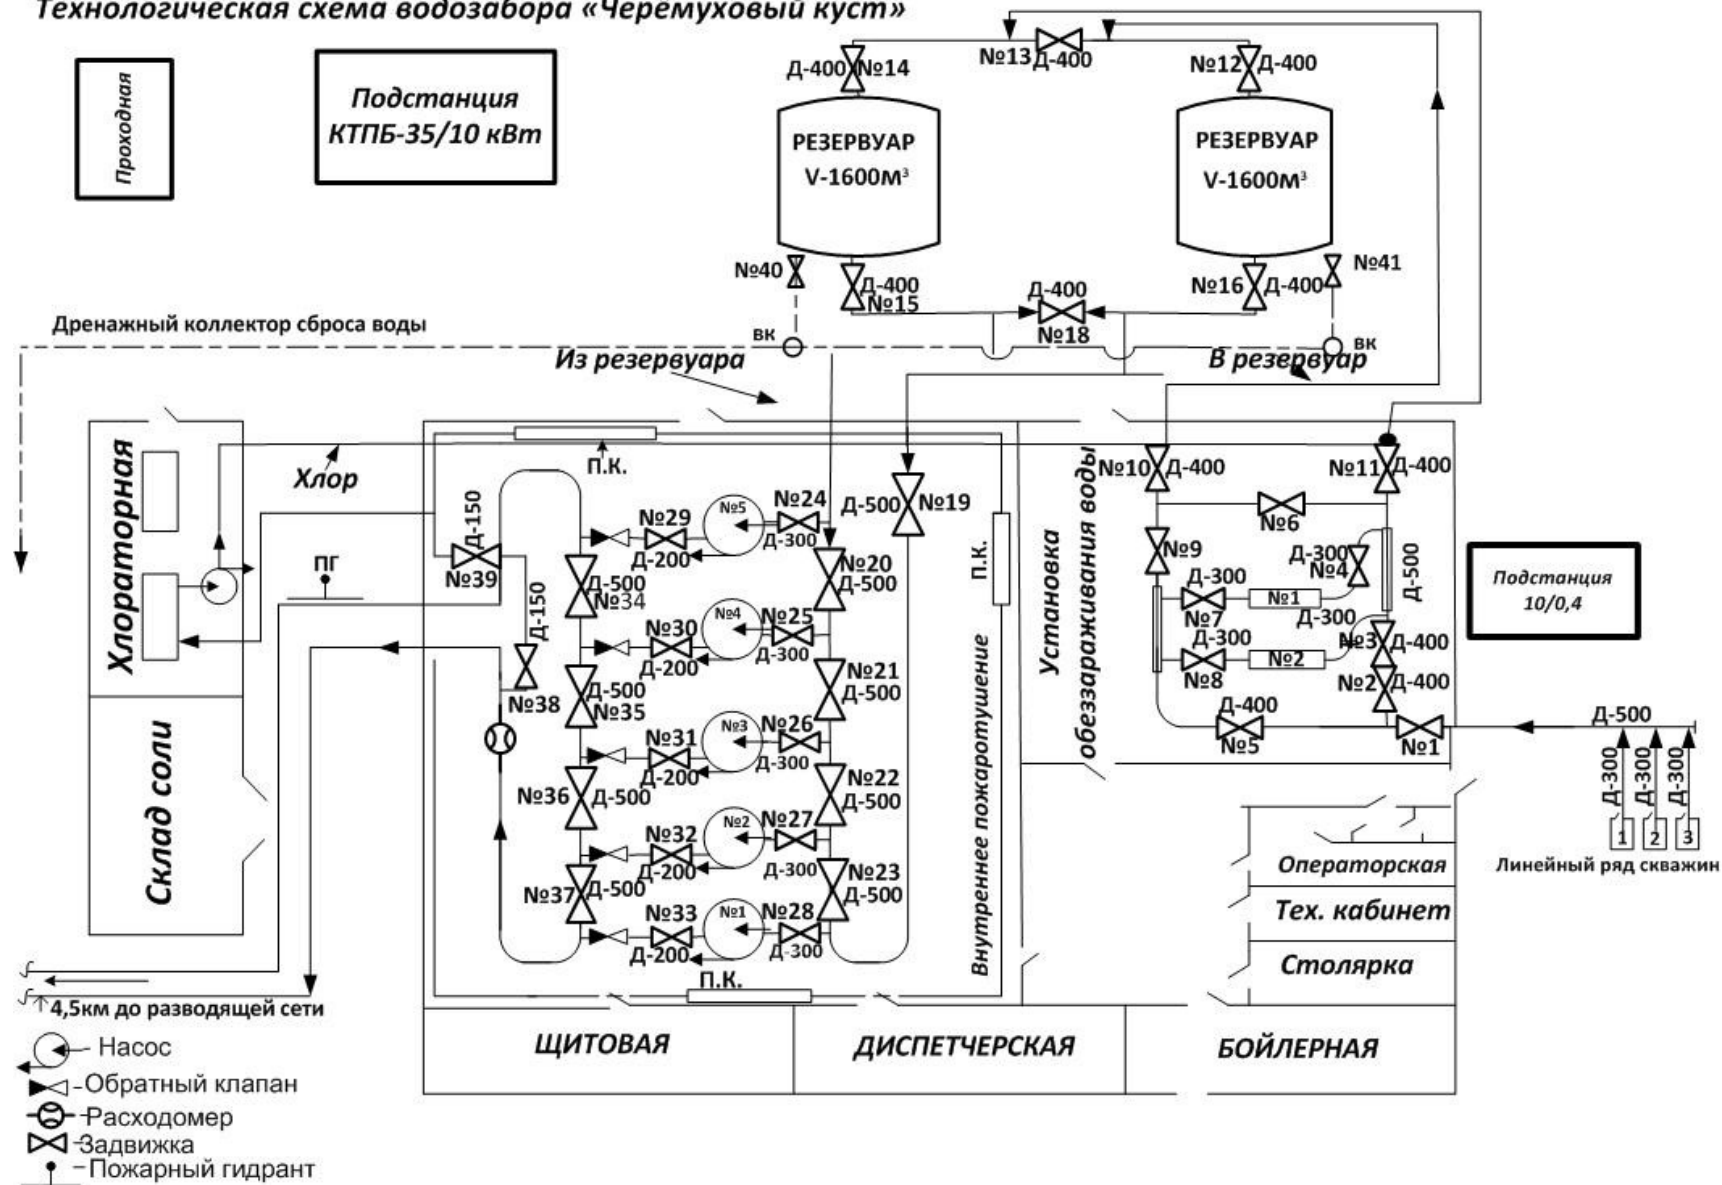 Технологическая схема водозабора «Черёмуховый куст»
Проходная
Подстанция
КТПБ-35/10 кВт
№13
Д-400
Д-400
№14
№12
Д-400
РЕЗЕРВУАР
V-1600м³
РЕЗЕРВУАР
V-1600м³
№40
Д-400
№15
Д-400
№18
№16
Д-400
№41
Дренажный коллектор сброса воды
вк
вк
Из резервуара
В резервуар
Хлораторная
Хлор
П.К.
Д-150
№39
ПГ
Д-150
№38
№29
Д-200
№5
№24
Д-300
Д-500
№19
№20
Д-500
Д-500
№34
№30
Д-200
№4
№25
Д-300
№21
Д-500
Д-500
№35
№31
Д-200
№3
№26
Д-300
№22
Д-500
№36
Д-500
№32
Д-200
№2
№27
Д-300
№23
Д-500
№37
Д-500
№33
Д-200
№1
№28
Д-300
П.К.
П.К.
Внутреннее пожаротушение
Установка
обеззараживания воды
№10
Д-400
№11
Д-400
№6
№9
Д-300
№4
Д-500
Д-300
№7
№1
Д-300
Д-300
№8
№2
№3
Д-400
№2
Д-400
Д-400
№5
№1
Подстанция
10/0,4
Д-500
Д-300
Д-300
Д-300
1
2
3
Линейный ряд скважин
Склад соли
Операторская
Тех. кабинет
Столярка
4,5км до разводящей сети
ЩИТОВАЯ
ДИСПЕТЧЕРСКАЯ
БОЙЛЕРНАЯ
Насос
Обратный клапан
Расходомер
Задвижка
Пожарный гидрант